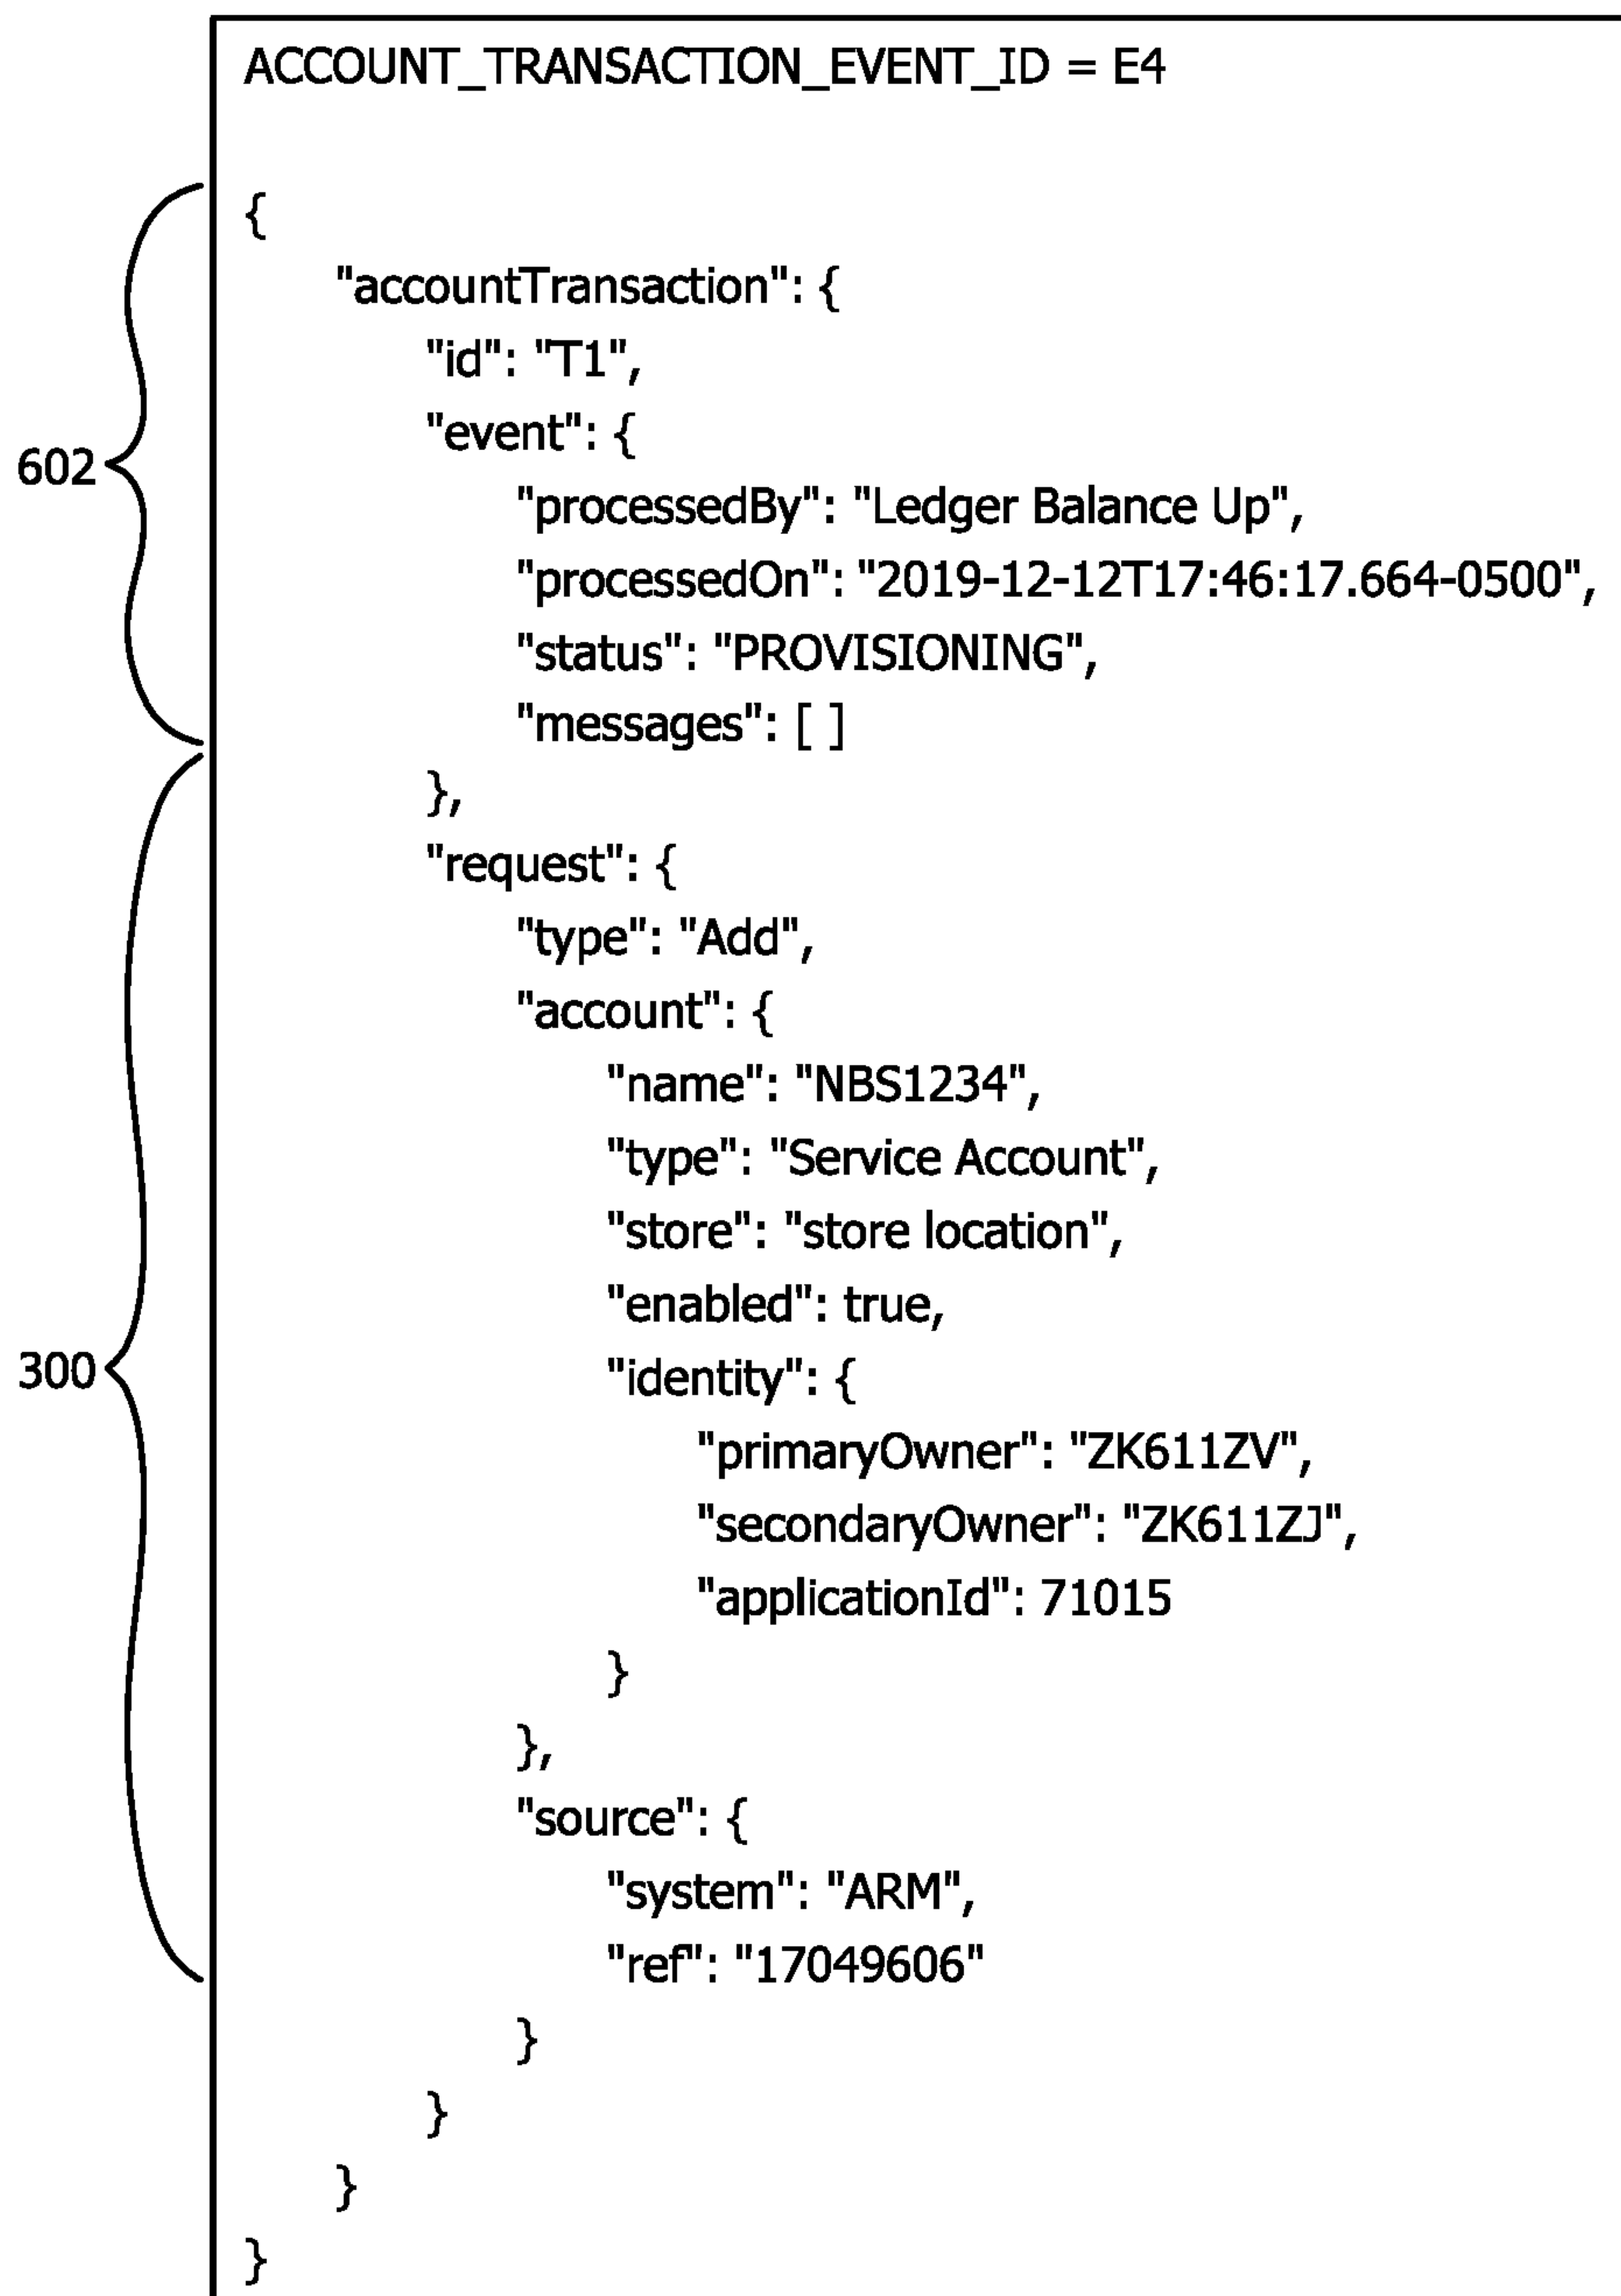 ACCOUNT_TRANSACTION_EVENT_ID = E4
{
"accountTransaction": {
"id": "T1",
"event": {
602
"processedBy": "Ledger Balance Up",
"processedOn": "2019-12-12T17:46:17.664-0500",
"status": "PROVISIONING",
"messages": [ ]
},
"request": {
"type": "Add",
"account": {
"name": "NBS1234",
"type": "Service Account",
"store": "store location",
"enabled": true,
300
"identity": {
"primaryOwner": "ZK611ZV",
"secondaryOwner": "ZK611ZJ",
"applicationId": 71015
}
},
"source": {
"system": "ARM",
"ref": "17049606"
}
}
}
}